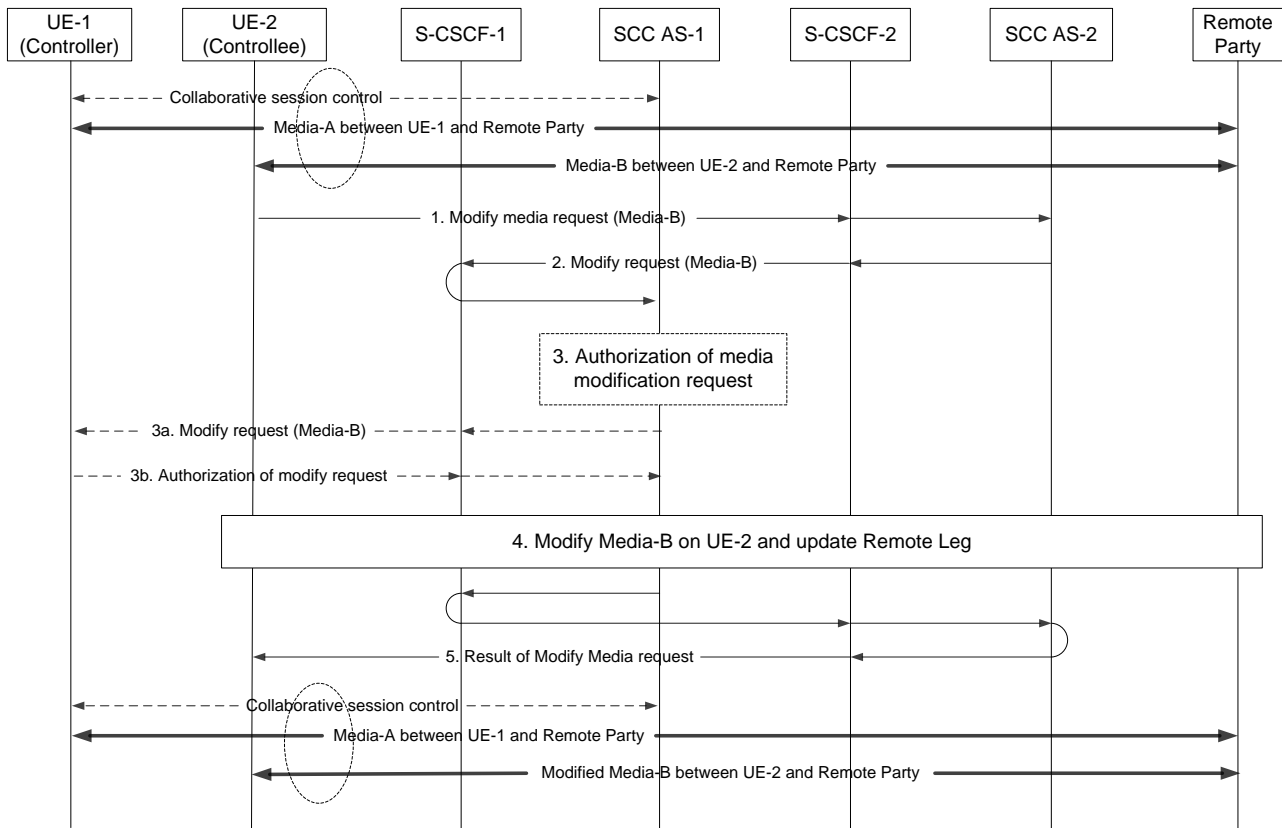 UE-1
(Controller)
UE-2
(Controllee)
S-CSCF-1
SCC AS-1
S-CSCF-2
SCC AS-2
Remote
Party
Collaborative session control
Media-A between UE-1 and Remote Party
Media-B between UE-2 and Remote Party
1. Modify media request (Media-B)
2. Modify request (Media-B)
3. Authorization of media
modification request
3a. Modify request (Media-B)
3b. Authorization of modify request
4. Modify Media-B on UE-2 and update Remote Leg
5. Result of Modify Media request
Collaborative session control
Media-A between UE-1 and Remote Party
Modified Media-B between UE-2 and Remote Party